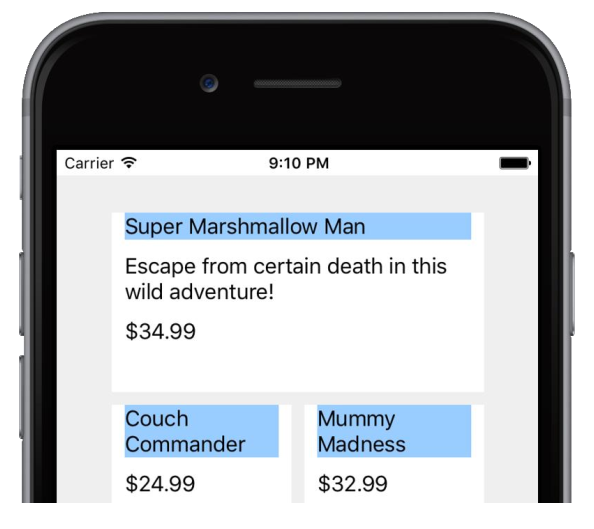 Carrier 9:10 PM
Super Marshmallow Man
Escape from certain death in this
wild adventure!
$34.99
Couch
Commander
$24.99
Mummy
Madness
$32.99